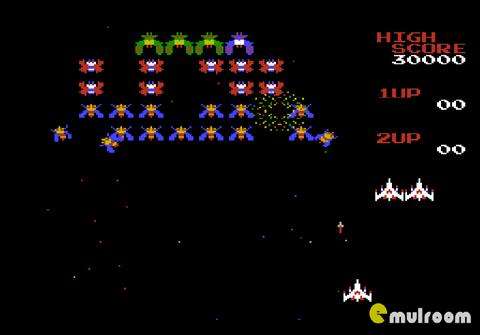 HIGH
SCORE
30000
1UP
00
2UP
00
emulroom